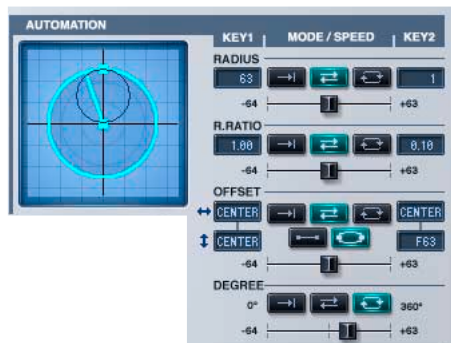 AUTOMATION
KEY1 MODE / SPEED KEY2
RADIUS
63 1
-64 +63
R.RATIO
1.00 0.10
-64 +63
OFFSET
CENTER CENTER
CENTER F63
-64 +63
DEGREE
0° 360°
-64 +63